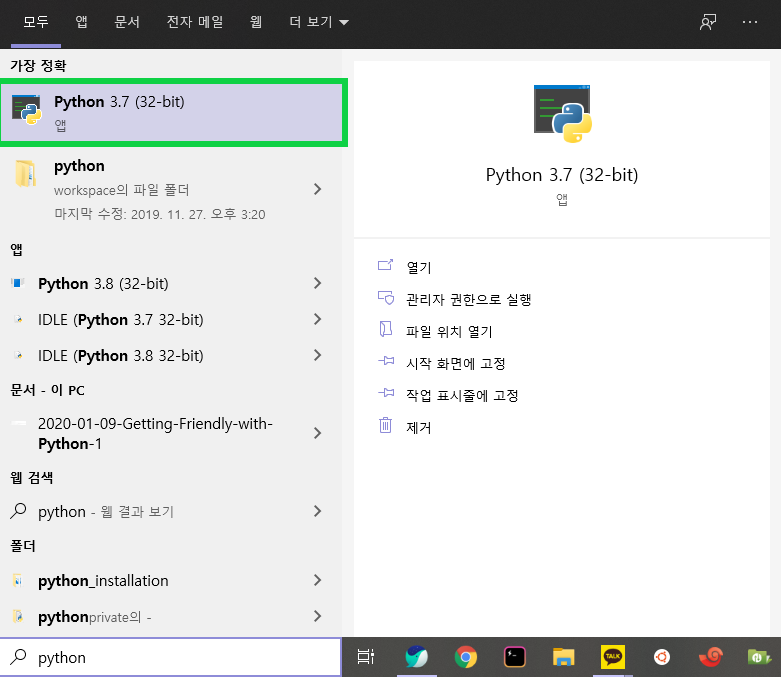 모두 앱 문서 전자 메일 웹 더 보기
가장 정확
Python 3.7 (32-bit)
앱
python
workspace의 파일 폴더
마지막 수정: 2019. 11. 27. 오후 3:20
앱
Python 3.8 (32-bit)
IDLE (Python 3.7 32-bit)
IDLE (Python 3.8 32-bit)
문서 - 이 PC
2020-01-09-Getting-Friendly-with-
Python-1
웹 검색
python - 웹 결과 보기
폴더
python_installation
pythonprivate의 -
python
Python 3.7 (32-bit)
앱
열기
관리자 권한으로 실행
파일 위치 열기
시작 화면에 고정
작업 표시줄에 고정
제거
TALK